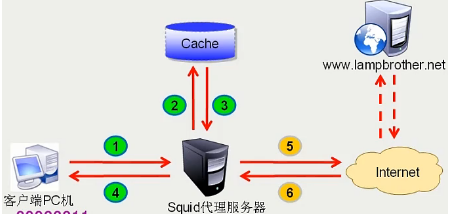 Cache
www.lampbrother.net
2
3
1
5
4
6
Internet
客户端PC机
Squid代理服务器